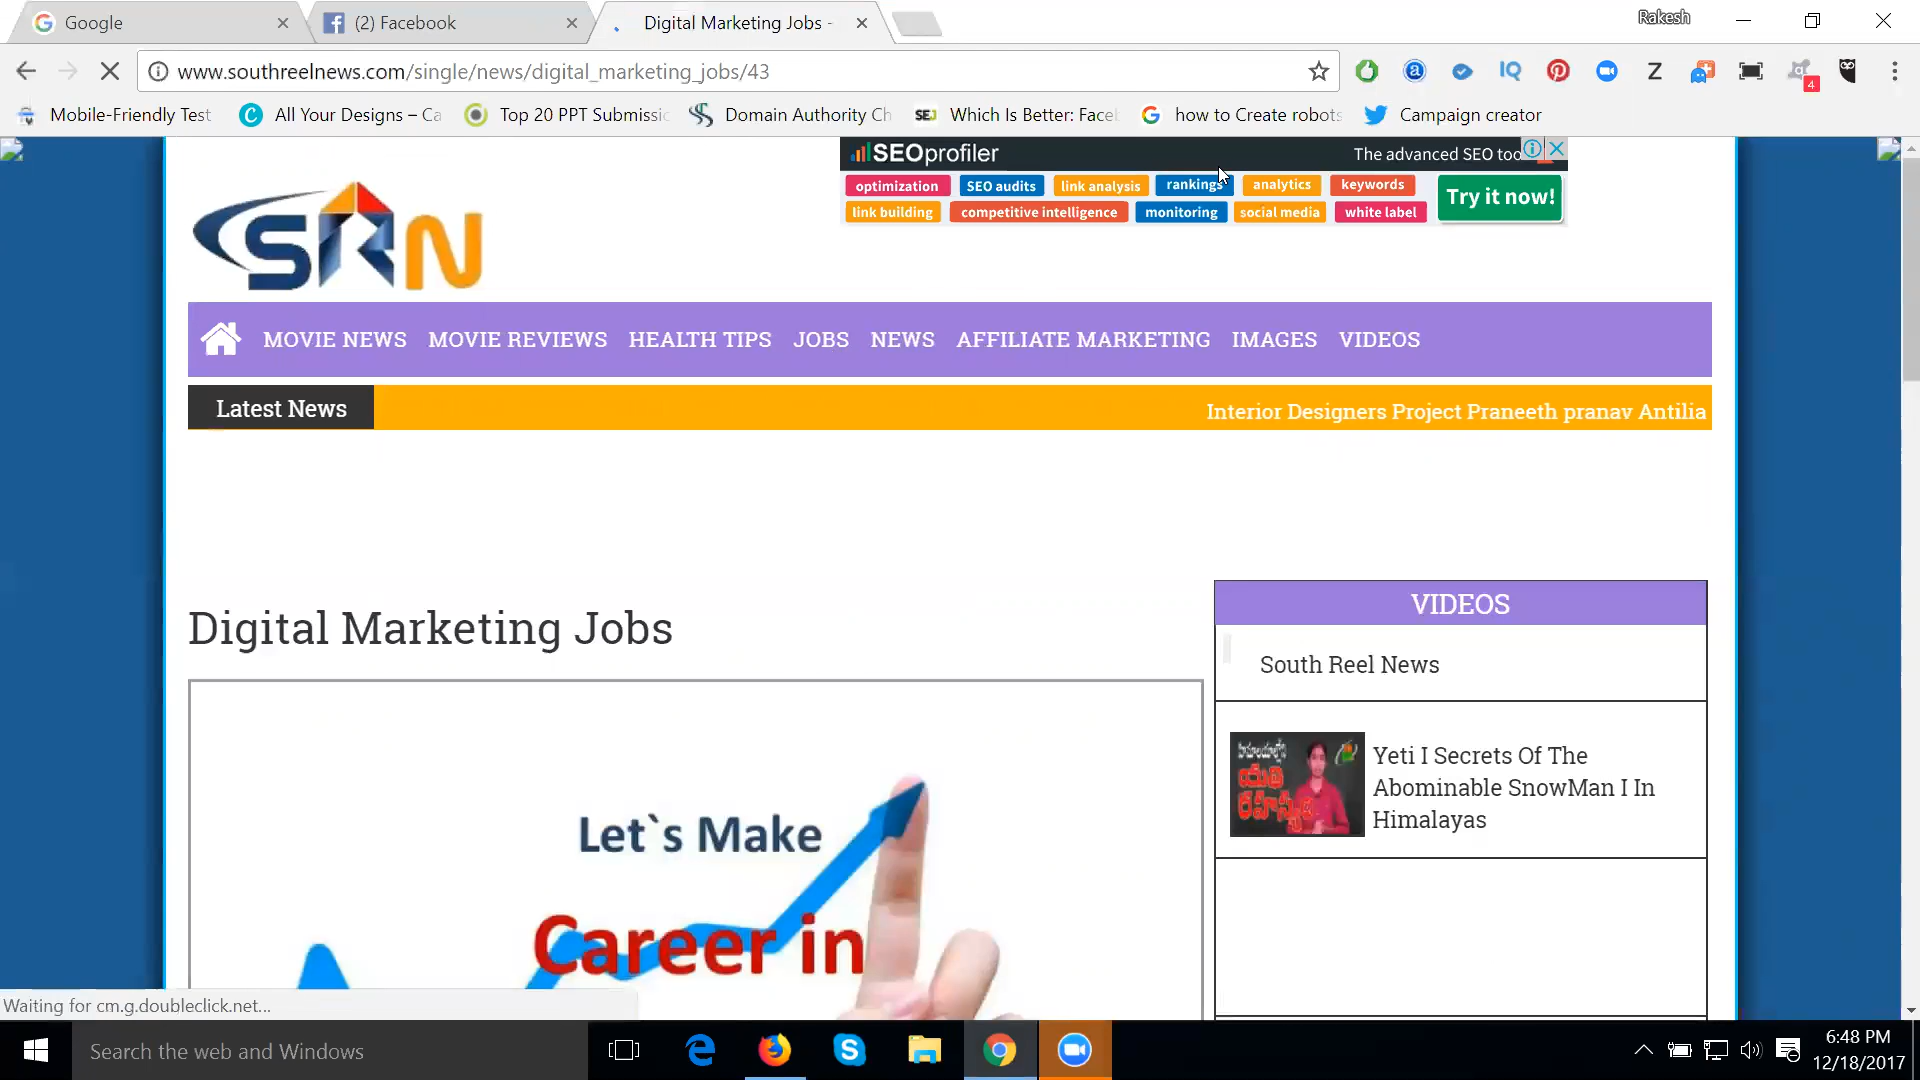 Google
(2) Facebook
Digital Marketing Jobs -
Rakesh
www.southreelnews.com/single/news/digital_marketing_jobs/43
4
Mobile-Friendly Test
All Your Designs – Ca
Top 20 PPT Submissic
Domain Authority Ch
SEJ
Which Is Better: Facel
how to Create robots
Campaign creator
SEOprofiler
The advanced SEO too
optimization
SEO audits
link analysis
rankings
analytics
keywords
link building
competitive intelligence
monitoring
social media
white label
Try it now!
SRN
MOVIE NEWS
MOVIE REVIEWS
HEALTH TIPS
JOBS
NEWS
AFFILIATE MARKETING
IMAGES
VIDEOS
Latest News
Interior Designers Project Praneeth pranav Antilia
Digital Marketing Jobs
Let`s Make
Career in
VIDEOS
South Reel News
Yeti I Secrets Of The
Abominable SnowMan I In
Himalayas
Waiting for cm.g.doubleclick.net...
Search the web and Windows
6:48 PM
12/18/2017